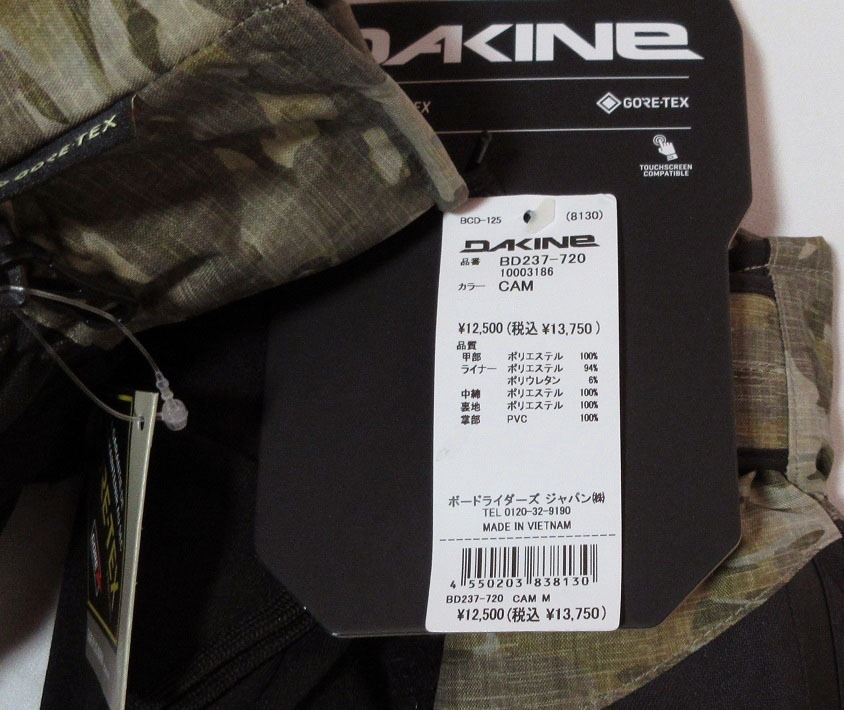 DAKINE
GORE-TEX
TOUCHSCREEN
COMPATIBLE
GORE-TEX
BCD-125 (8130)
DAKINE
品番 BD237-720
10003186
カラー CAM
¥12,500(税込 ¥13,750)
品質
甲部 ポリエステル 100%
ライナー ポリエステル 94%
ポリウレタン 6%
中綿 ポリエステル 100%
裏地 ポリエステル 100%
掌部 PVC 100%
ボードライダーズ ジャパン㈱
TEL 0120-32-9190
MADE IN VIETNAM
4 550203 838130
BD237-720 CAM M
¥12,500(税込 ¥13,750)